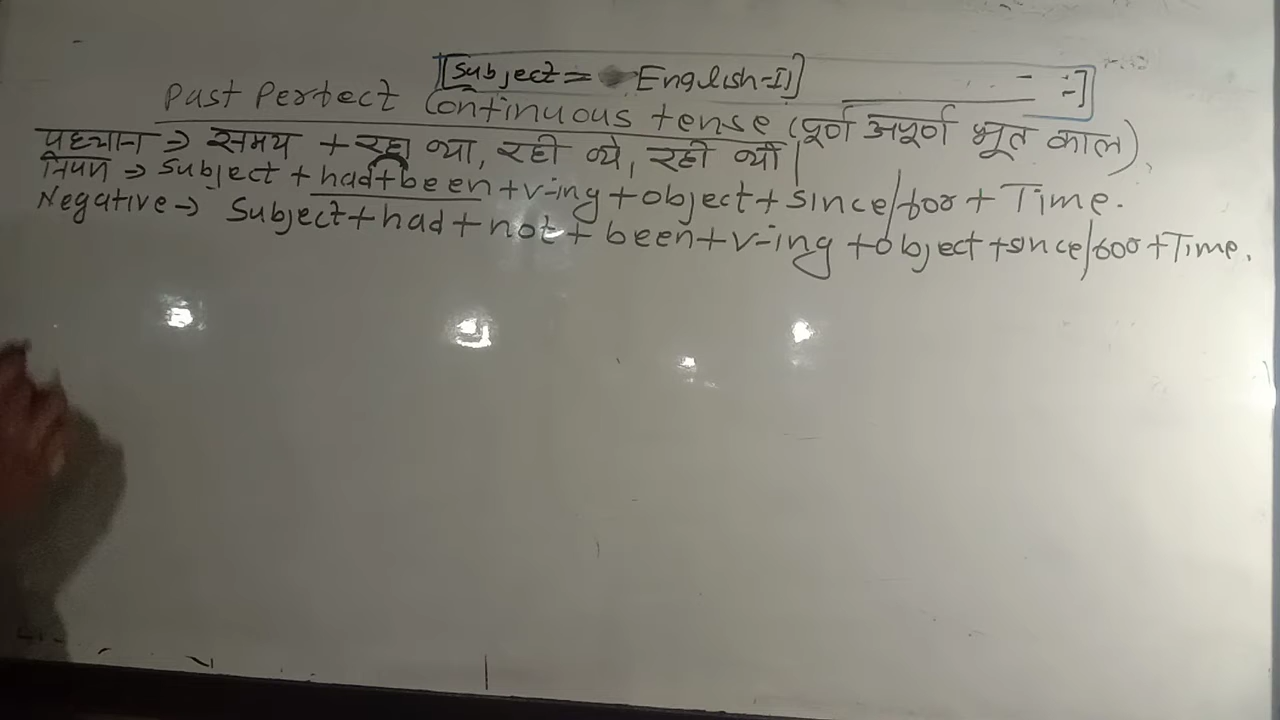 [Subject = English-II]
Past Perfect Continuous tense (पूर्ण अपूर्ण भूत काल)
पहचान ⇒ समय + रहा था, रही थे, रही थी |
नियम → Subject + had + been + v-ing + object + since/for + Time.
Negative → Subject + had + not + been + v-ing + object + since/for + Time.